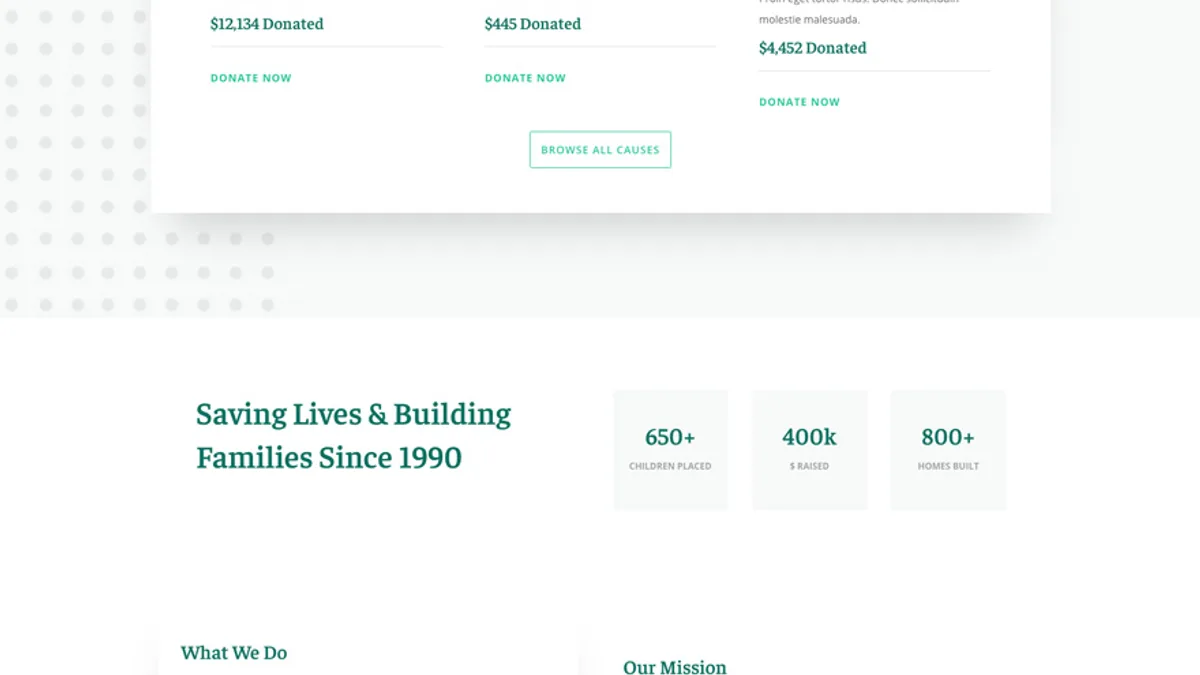 $12,134 Donated
DONATE NOW
$445 Donated
DONATE NOW
molestie malesuada.
$4,452 Donated
DONATE NOW
BROWSE ALL CAUSES
Saving Lives & Building
Families Since 1990
650+
CHILDREN PLACED
400k
$ RAISED
800+
HOMES BUILT
What We Do
Our Mission